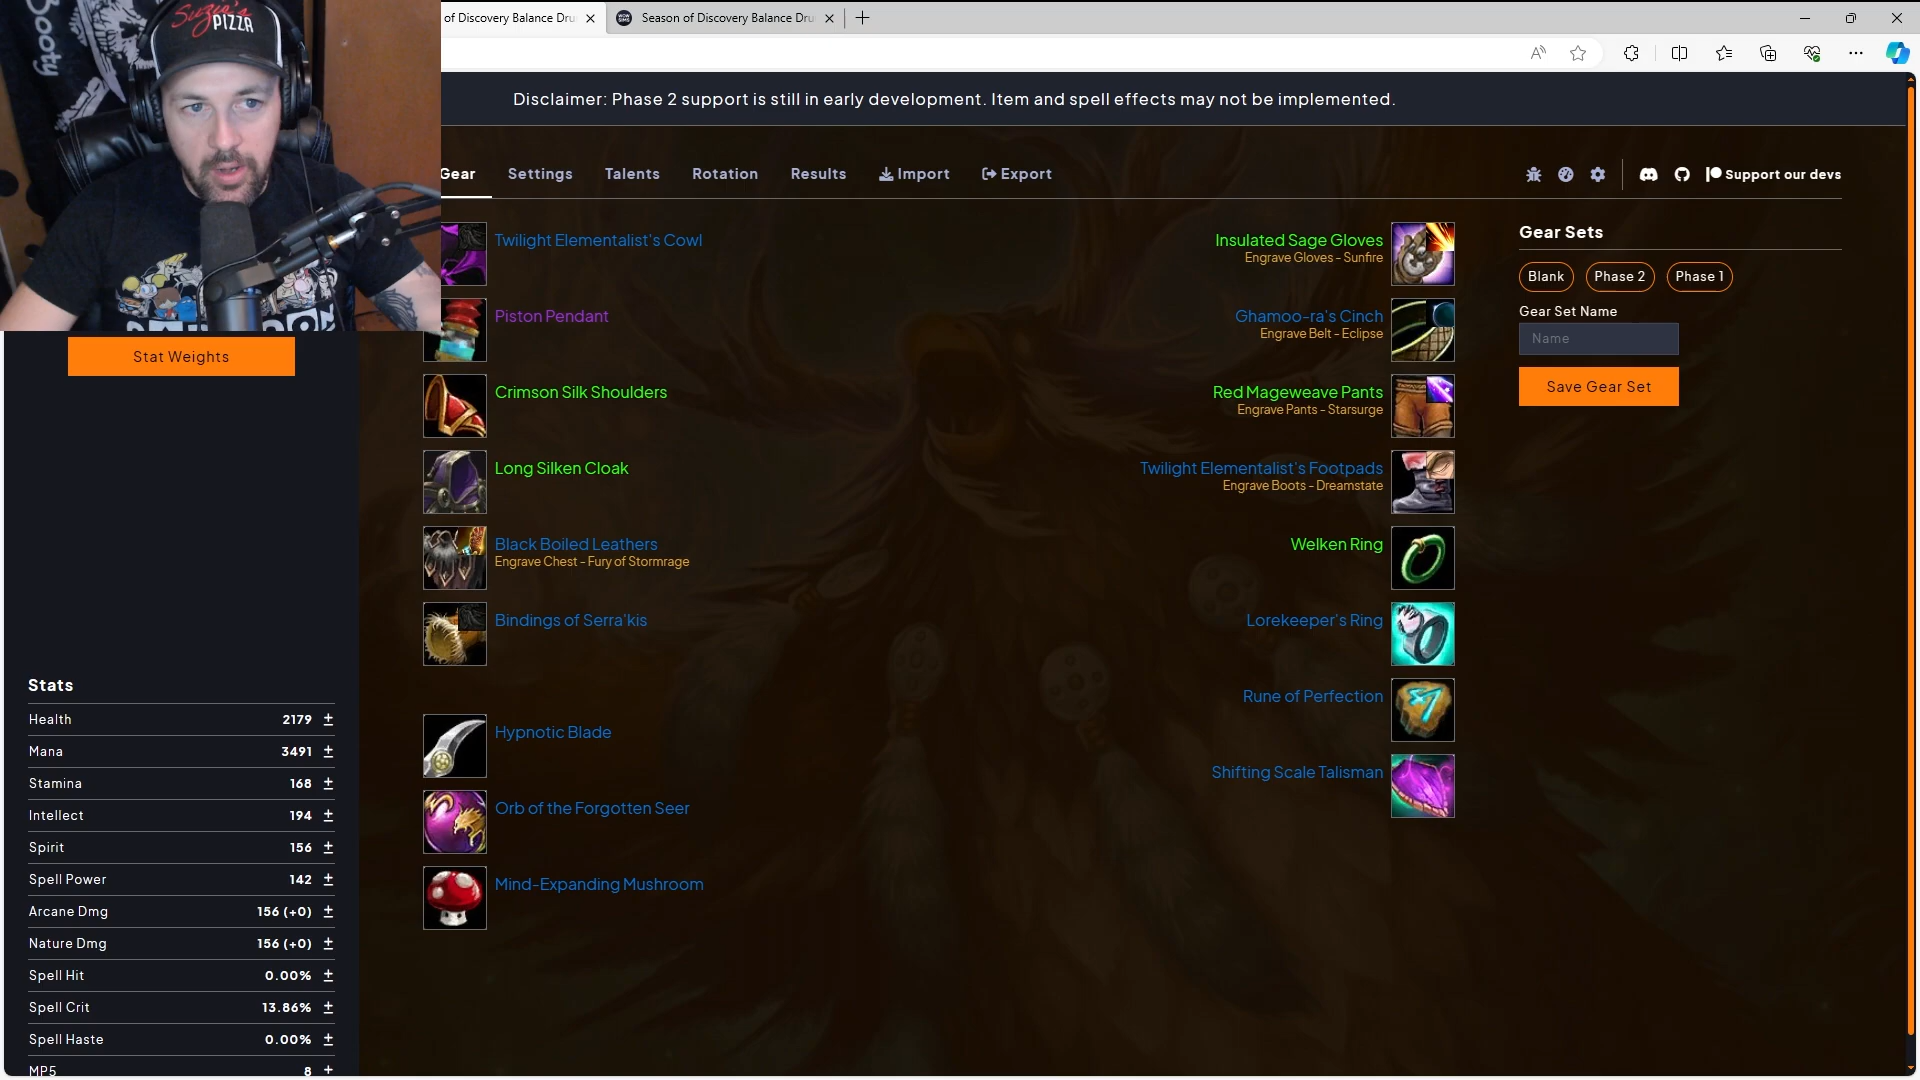 Booty
Suzie's
PIZZA
of Discovery Balance Dru
Season of Discovery Balance Dru
Disclaimer: Phase 2 support is still in early development. Item and spell effects may not be implemented.
Gear
Settings
Talents
Rotation
Results
Import
Export
Support our devs
Twilight Elementalist's Cowl
Piston Pendant
Crimson Silk Shoulders
Long Silken Cloak
Black Boiled Leathers
Engrave Chest - Fury of Stormrage
Bindings of Serra'kis
Hypnotic Blade
Orb of the Forgotten Seer
Mind-Expanding Mushroom
Insulated Sage Gloves
Engrave Gloves - Sunfire
Ghamoo-ra's Cinch
Engrave Belt - Eclipse
Red Mageweave Pants
Engrave Pants - Starsurge
Twilight Elementalist's Footpads
Engrave Boots - Dreamstate
Welken Ring
Lorekeeper's Ring
Rune of Perfection
Shifting Scale Talisman
Gear Sets
Blank
Phase 2
Phase 1
Gear Set Name
Name
Save Gear Set
Stat Weights
Stats
Health 2179
Mana 3491
Stamina 168
Intellect 194
Spirit 156
Spell Power 142
Arcane Dmg 156 (+0)
Nature Dmg 156 (+0)
Spell Hit 0.00%
Spell Crit 13.86%
Spell Haste 0.00%
MP5 8